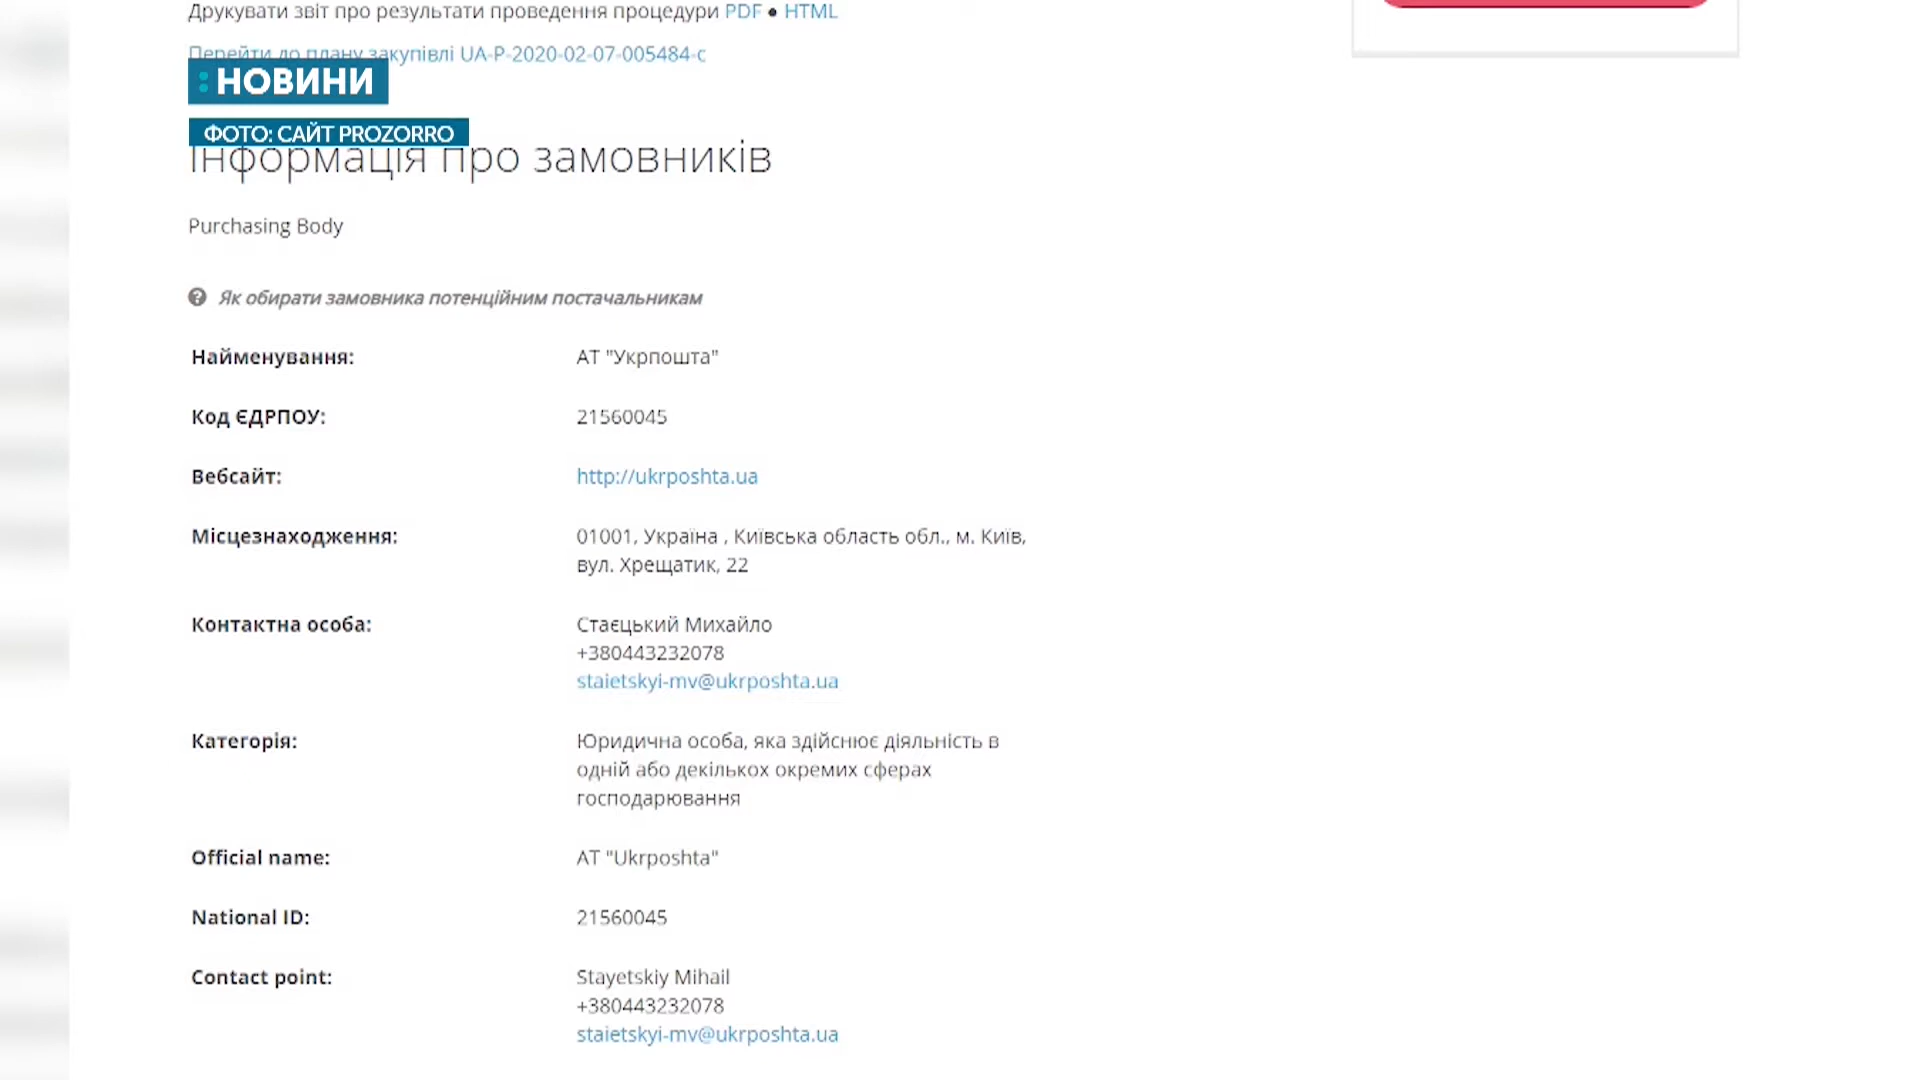 Друкувати звіт про результати проведення процедури PDF ● HTML
Перейти до плану закупівлі UA-P-2020-02-07-005484-c
: НОВИНИ
ФОТО: САЙТ PROZORRO
Інформація про замовників
Purchasing Body
Як обирати замовника потенційним постачальникам
Найменування: АТ "Укрпошта"
Код ЄДРПОУ: 21560045
Вебсайт: http://ukrposhta.ua
Місцезнаходження: 01001, Україна , Київська область обл., м. Київ,
вул. Хрещатик, 22
Контактна особа: Стаєцький Михайло
+380443232078
staietskyi-mv@ukrposhta.ua
Категорія: Юридична особа, яка здійснює діяльність в
одній або декількох окремих сферах
господарювання
Official name: АТ "Ukrposhta"
National ID: 21560045
Contact point: Stayetskiy Mihail
+380443232078
staietskyi-mv@ukrposhta.ua